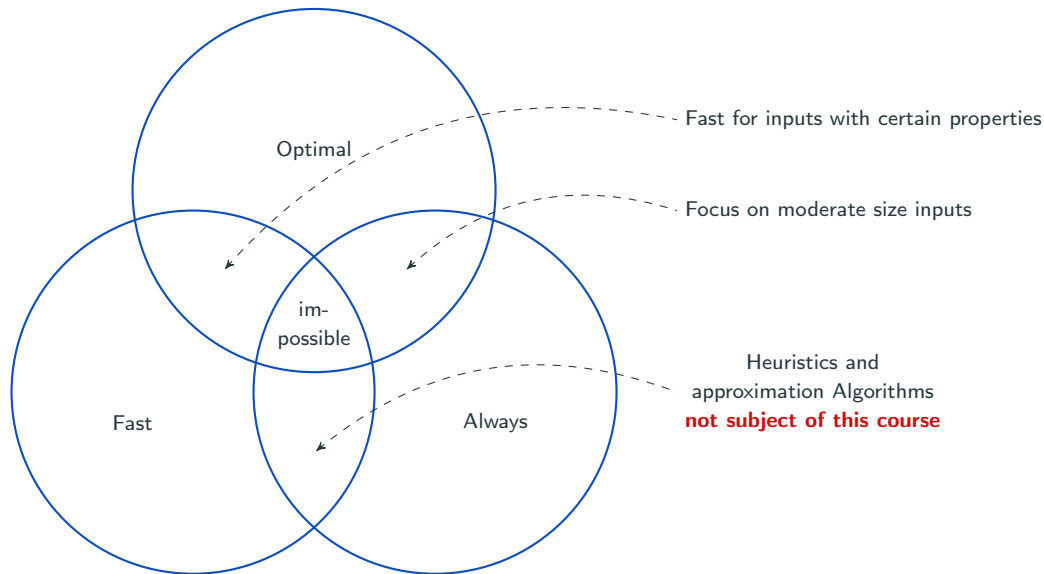 Optimal
Fast for inputs with certain properties
Focus on moderate size inputs
im-
possible
Heuristics and
approximation Algorithms
not subject of this course
Fast
Always